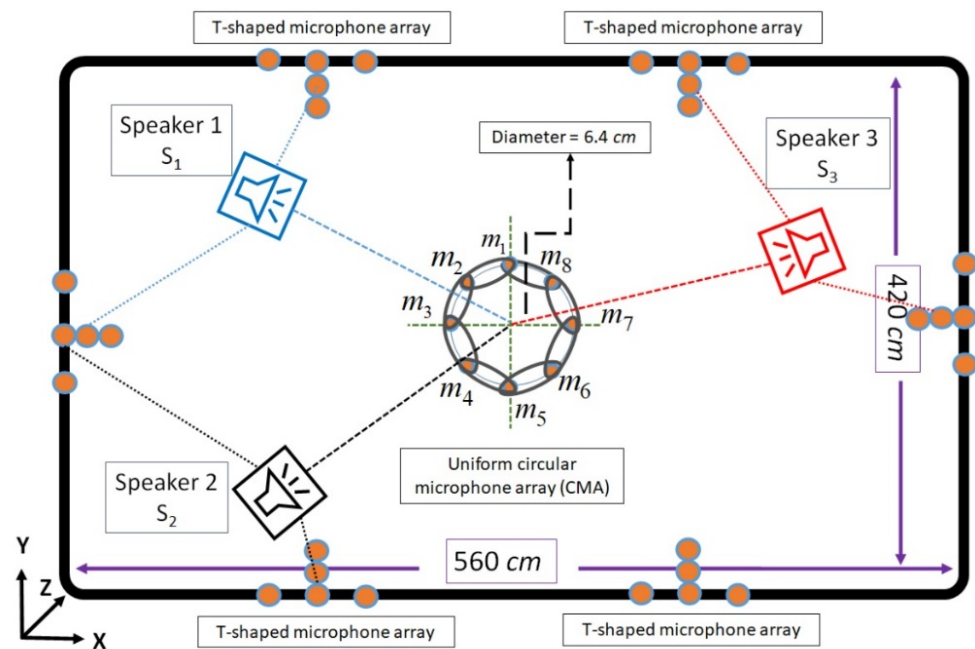 T-shaped microphone array
T-shaped microphone array
Speaker 1
S1
Diameter = 6.4 cm
Speaker 3
S3
m1
m2
m8
m3
m7
m4
m6
m5
420 cm
Uniform circular
microphone array (CMA)
Speaker 2
S2
560 cm
Y
Z
X
T-shaped microphone array
T-shaped microphone array